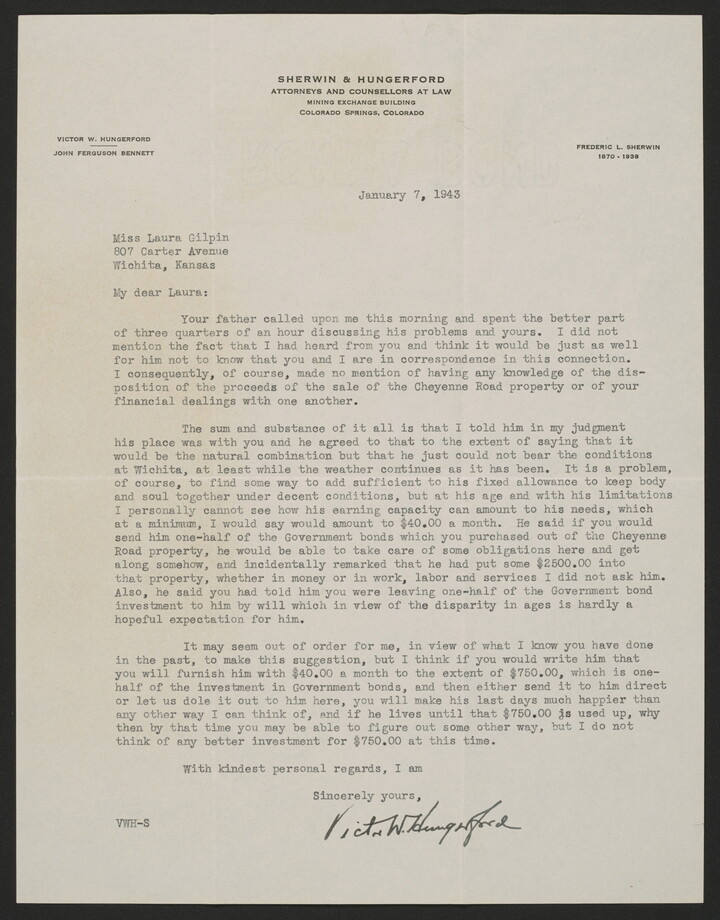 SHERWIN & HUNGERFORD
ATTORNEYS AND COUNSELLORS AT LAW
MINING EXCHANGE BUILDING
COLORADO SPRINGS, COLORADO
VICTOR W. HUNGERFORD
JOHN FERGUSON BENNETT
FREDERIC L. SHERWIN
1870 - 1938
January 7, 1943
Miss Laura Gilpin
807 Carter Avenue
Wichita, Kansas
My dear Laura:
Your father called upon me this morning and spent the better part
of three quarters of an hour discussing his problems and yours. I did not
mention the fact that I had heard from you and think it would be just as well
for him not to know that you and I are in correspondence in this connection.
I consequently, of course, made no mention of having any knowledge of the dis-
position of the proceeds of the sale of the Cheyenne Road property or of your
financial dealings with one another.
The sum and substance of it all is that I told him in my judgment
his place was with you and he agreed to that to the extent of saying that it
would be the natural combination but that he just could not bear the conditions
at Wichita, at least while the weather continues as it has been. It is a problem,
of course, to find some way to add sufficient to his fixed allowance to keep body
and soul together under decent conditions, but at his age and with his limitations
I personally cannot see how his earning capacity can amount to his needs, which
at a minimum, I would say would amount to $40.00 a month. He said if you would
send him one-half of the Government bonds which you purchased out of the Cheyenne
Road property, he would be able to take care of some obligations here and get
along somehow, and incidentally remarked that he had put some $2500.00 into
that property, whether in money or in work, labor and services I did not ask him.
Also, he said you had told him you were leaving one-half of the Government bond
investment to him by will which in view of the disparity in ages is hardly a
hopeful expectation for him.
It may seem out of order for me, in view of what I know you have done
in the past, to make this suggestion, but I think if you would write him that
you will furnish him with $40.00 a month to the extent of $750.00, which is one-
half of the investment in Government bonds, and then either send it to him direct
or let us dole it out to him here, you will make his last days much happier than
any other way I can think of, and if he lives until that $750.00 is used up, why
then by that time you may be able to figure out some other way, but I do not
think of any better investment for $750.00 at this time.
With kindest personal regards, I am
Sincerely yours,
Victor W. Hungerford
VWH-S